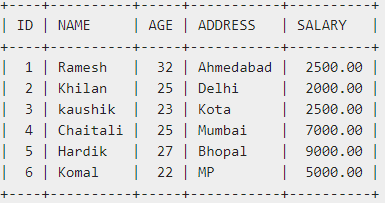 +----+----------+-----+-----------+----------+
| ID | NAME     | AGE | ADDRESS   | SALARY   |
+----+----------+-----+-----------+----------+
|  1 | Ramesh   |  32 | Ahmedabad |  2500.00 |
|  2 | Khilan   |  25 | Delhi     |  2000.00 |
|  3 | kaushik  |  23 | Kota      |  2500.00 |
|  4 | Chaitali |  25 | Mumbai    |  7000.00 |
|  5 | Hardik   |  27 | Bhopal    |  9000.00 |
|  6 | Komal    |  22 | MP        |  5000.00 |
+----+----------+-----+-----------+----------+